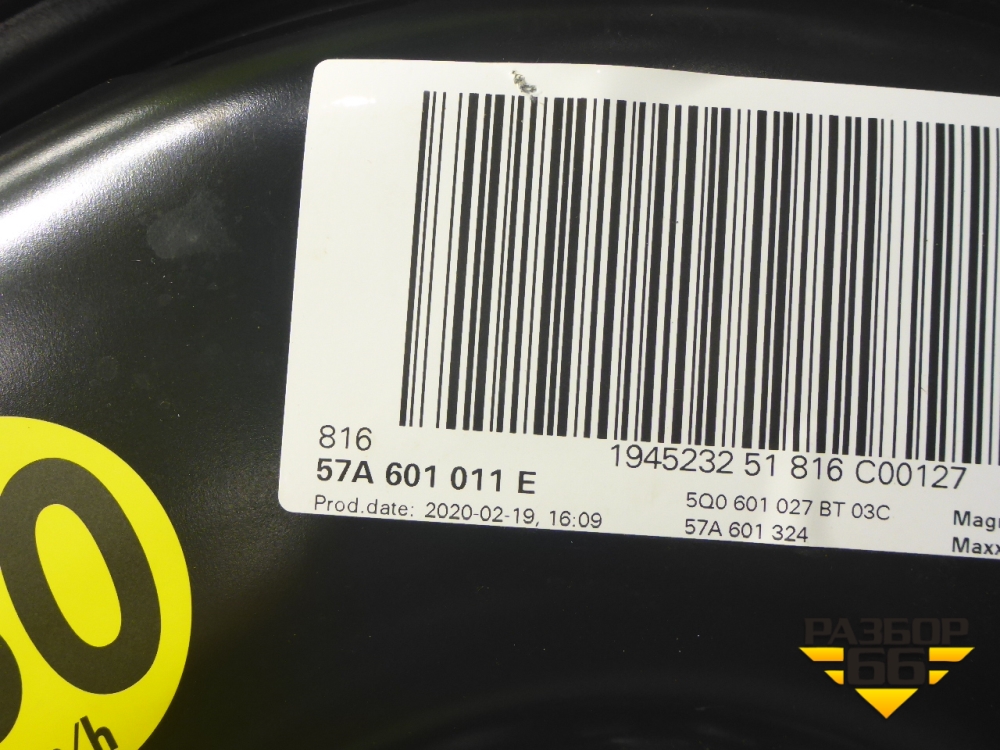 816
57A 601 011 E
Prod.date: 2020-02-19, 16:09
1945232 51 816 C00127
5Q0 601 027 BT 03C
57A 601 324
0
/h
РАЗБОР
66